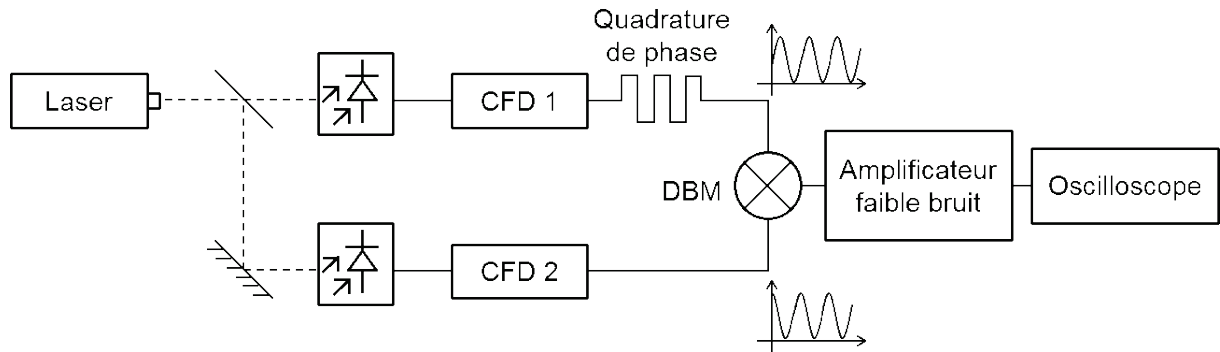 Quadrature
de phase
Laser
CFD 1
DBM
Amplificateur
faible bruit
Oscilloscope
CFD 2